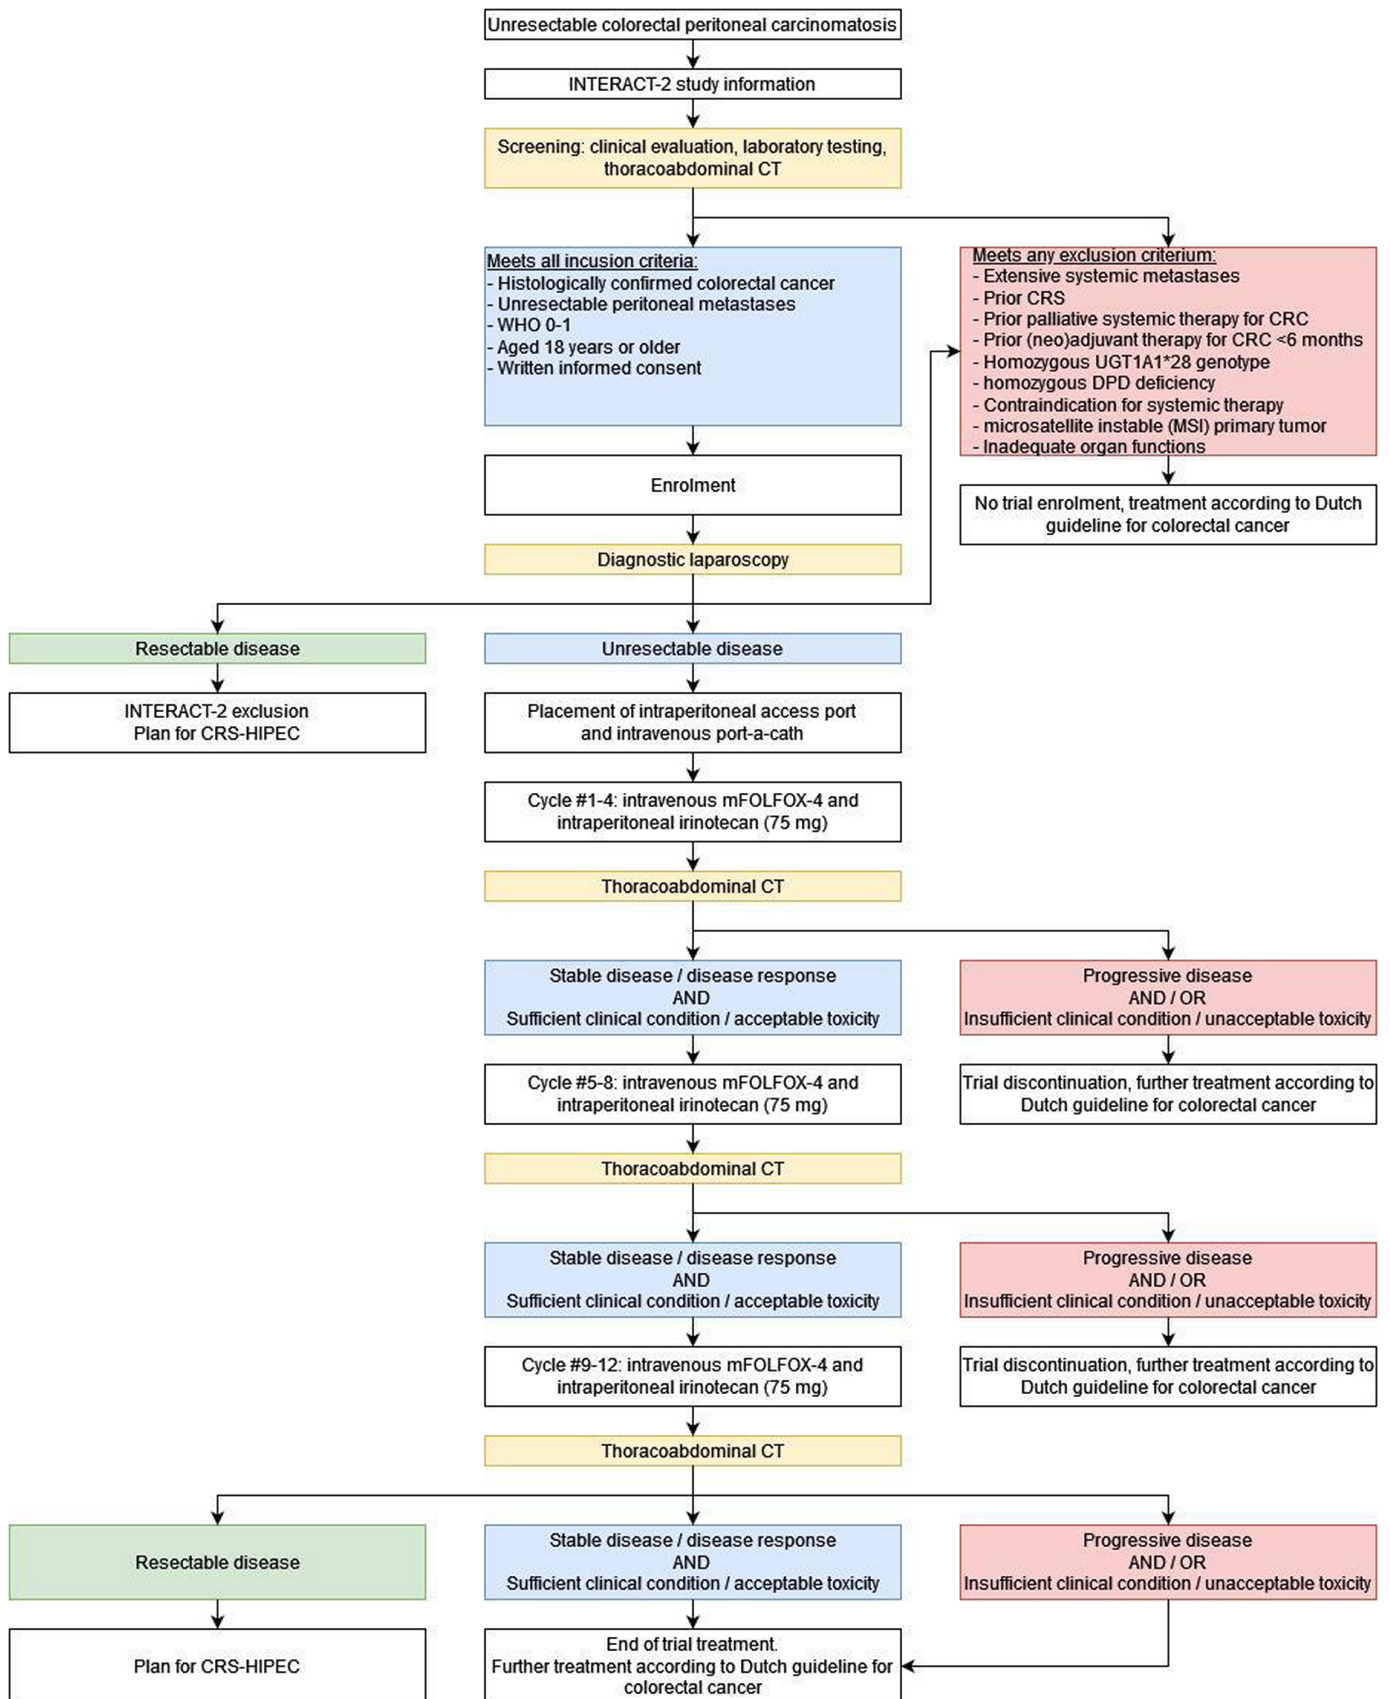 Unresectable colorectal peritoneal carcinomatosis
INTERACT-2 study information
Screening: clinical evaluation, laboratory testing,
thoracoabdominal CT
Meets all incusion criteria:
- Histologically confirmed colorectal cancer
- Unresectable peritoneal metastases
- WHO 0-1
- Aged 18 years or older
- Written informed consent
Meets any exclusion criterium:
- Extensive systemic metastases
- Prior CRS
- Prior palliative systemic therapy for CRC
- Prior (neo)adjuvant therapy for CRC <6 months
- Homozygous UGT1A1*28 genotype
- homozygous DPD deficiency
- Contraindication for systemic therapy
- microsatellite instable (MSI) primary tumor
- Inadequate organ functions
Enrolment
No trial enrolment, treatment according to Dutch
guideline for colorectal cancer
Diagnostic laparoscopy
Resectable disease
Unresectable disease
INTERACT-2 exclusion
Plan for CRS-HIPEC
Placement of intraperitoneal access port
and intravenous port-a-cath
Cycle #1-4: intravenous mFOLFOX-4 and
intraperitoneal irinotecan (75 mg)
Thoracoabdominal CT
Stable disease / disease response
AND
Sufficient clinical condition / acceptable toxicity
Progressive disease
AND / OR
Insufficient clinical condition / unacceptable toxicity
Cycle #5-8: intravenous mFOLFOX-4 and
intraperitoneal irinotecan (75 mg)
Trial discontinuation, further treatment according to
Dutch guideline for colorectal cancer
Thoracoabdominal CT
Stable disease / disease response
AND
Sufficient clinical condition / acceptable toxicity
Progressive disease
AND / OR
Insufficient clinical condition / unacceptable toxicity
Cycle #9-12: intravenous mFOLFOX-4 and
intraperitoneal irinotecan (75 mg)
Trial discontinuation, further treatment according to
Dutch guideline for colorectal cancer
Thoracoabdominal CT
Resectable disease
Stable disease / disease response
AND
Sufficient clinical condition / acceptable toxicity
Progressive disease
AND / OR
Insufficient clinical condition / unacceptable toxicity
Plan for CRS-HIPEC
End of trial treatment.
Further treatment according to Dutch guideline for
colorectal cancer